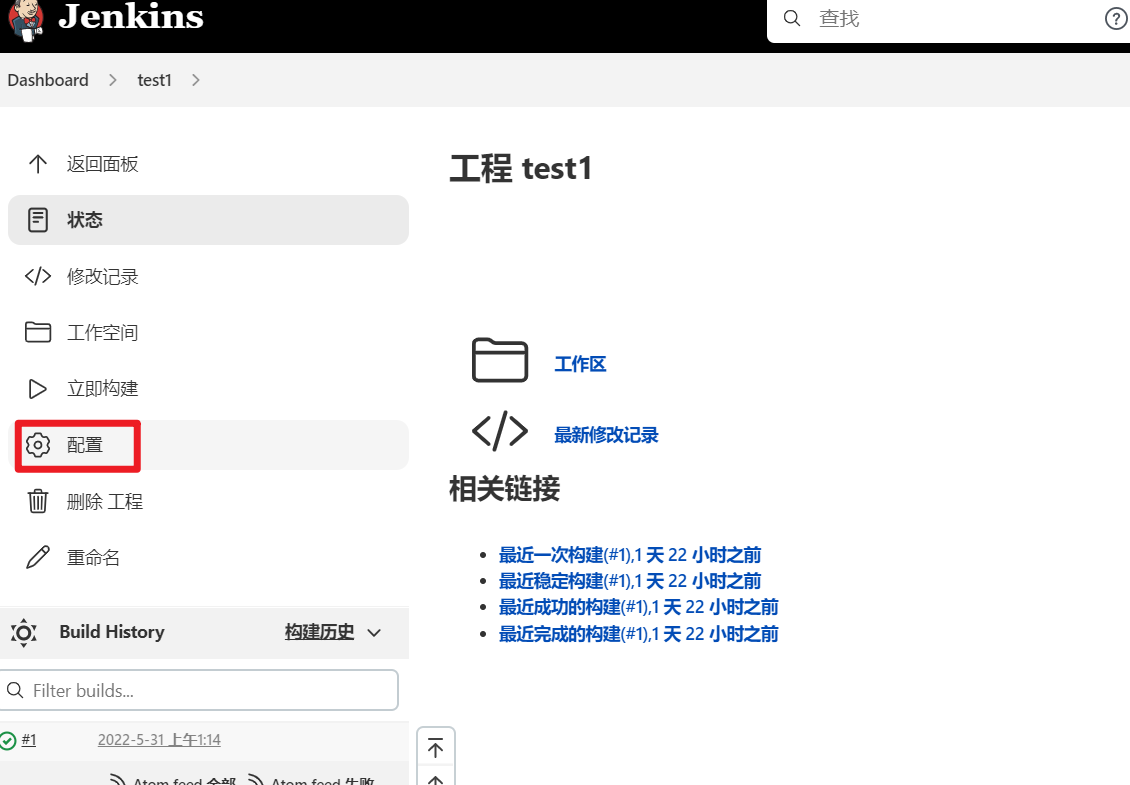 Jenkins
查找
Dashboard
test1
返回面板
状态
修改记录
工作空间
立即构建
配置
删除 工程
重命名
Build History
构建历史
Filter builds...
#1
2022-5-31 上午1:14
Atom feed 全部
Atom feed 失败
工程 test1
工作区
最新修改记录
相关链接
最近一次构建(#1),1 天 22 小时之前
最近稳定构建(#1),1 天 22 小时之前
最近成功的构建(#1),1 天 22 小时之前
最近完成的构建(#1),1 天 22 小时之前